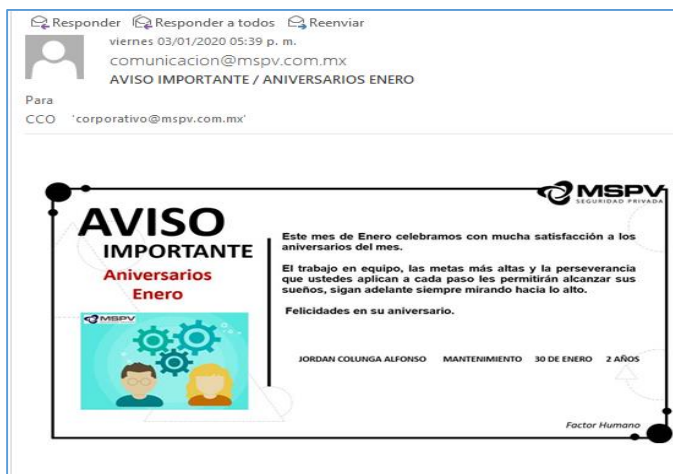 Responder Responder a todos Reenviar
viernes 03/01/2020 05:39 p. m.
comunicacion@mspv.com.mx
AVISO IMPORTANTE / ANIVERSARIOS ENERO
Para
CCO 'corporativo@mspv.com.mx'
MSPV
SEGURIDAD PRIVADA
AVISO
IMPORTANTE
Aniversarios
Enero
MSPV
Este mes de Enero celebramos con mucha satisfacción a los
aniversarios del mes.
El trabajo en equipo, las metas más altas y la perseverancia
que ustedes aplican a cada paso les permitirán alcanzar sus
sueños, sigan adelante siempre mirando hacia lo alto.
Felicidades en su aniversario.
JORDAN COLUNGA ALFONSO MANTENIMIENTO 30 DE ENERO 2 AÑOS
Factor Humano